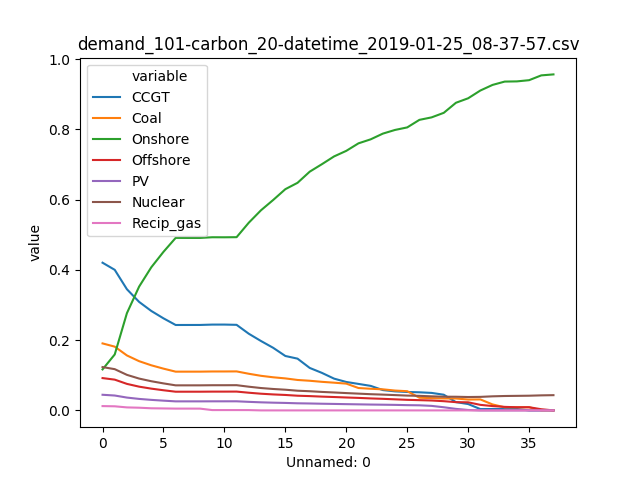 demand_101-carbon_20-datetime_2019-01-25_08-37-57.csv
1.0
0.8
0.6
0.4
0.2
0.0
value
variable
CCGT
Coal
Onshore
Offshore
PV
Nuclear
Recip_gas
0 5 10 15 20 25 30 35
Unnamed: 0